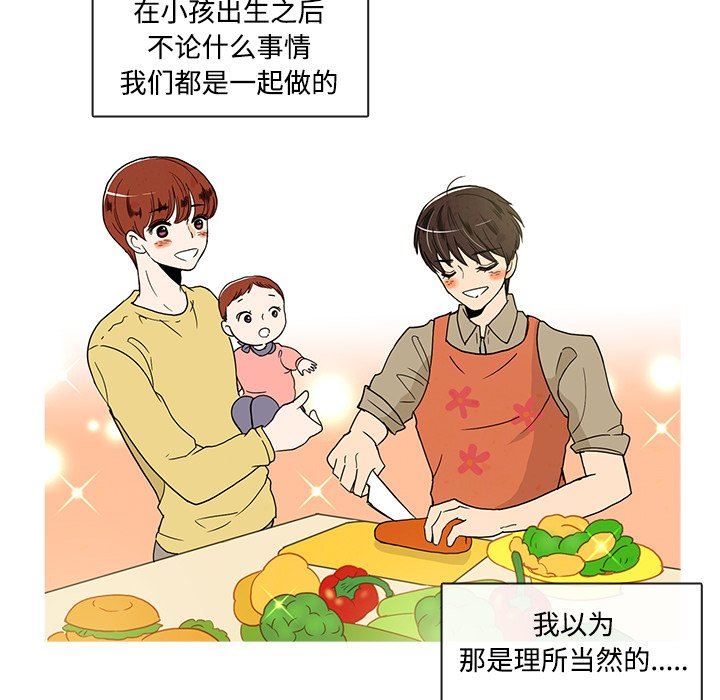 在小孩出生之后
不论什么事情
我们都是一起做的
我以为
那是理所当然的.....